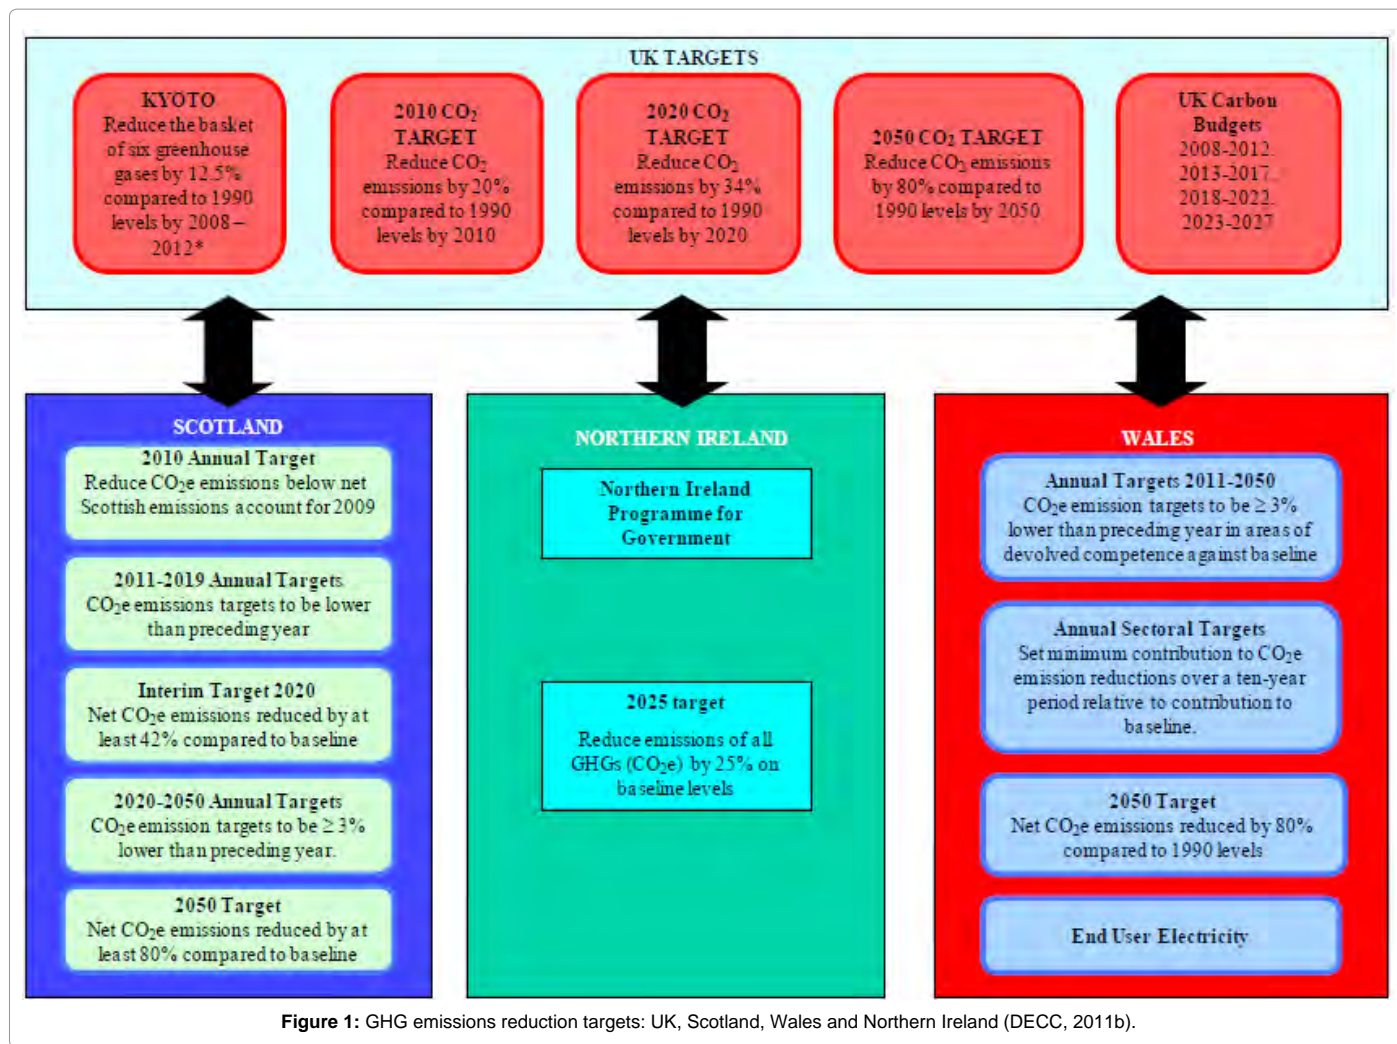 UK TARGETS
KYOTO
Reduce the basket
of six greenhouse
gases by 12.5%
compared to 1990
levels by 2008 –
2012*
2010 CO₂
TARGET
Reduce CO₂
emissions by 20%
compared to 1990
levels by 2010
2020 CO₂
TARGET
Reduce CO₂
emissions by 34%
compared to 1990
levels by 2020
2050 CO₂ TARGET
Reduce CO₂ emissions
by 80% compared to
1990 levels by 2050
UK Carbon
Budgets
2008-2012.
2013-2017.
2018-2022.
2023-2027
SCOTLAND
2010 Annual Target
Reduce CO₂e emissions below net
Scottish emissions account for 2009
2011-2019 Annual Targets
CO₂e emissions targets to be lower
than preceding year
Interim Target 2020
Net CO₂e emissions reduced by at
least 42% compared to baseline
2020-2050 Annual Targets
CO₂e emission targets to be ≥ 3%
lower than preceding year.
2050 Target
Net CO₂e emissions reduced by at
least 80% compared to baseline
NORTHERN IRELAND
Northern Ireland
Programme for
Government
2025 target
Reduce emissions of all
GHGs (CO₂e) by 25% on
baseline levels
WALES
Annual Targets 2011-2050
CO₂e emission targets to be ≥ 3%
lower than preceding year in areas of
devolved competence against baseline
Annual Sectoral Targets
Set minimum contribution to CO₂e
emission reductions over a ten-year
period relative to contribution to
baseline.
2050 Target
Net CO₂e emissions reduced by 80%
compared to 1990 levels
End User Electricity
Figure 1: GHG emissions reduction targets: UK, Scotland, Wales and Northern Ireland (DECC, 2011b).